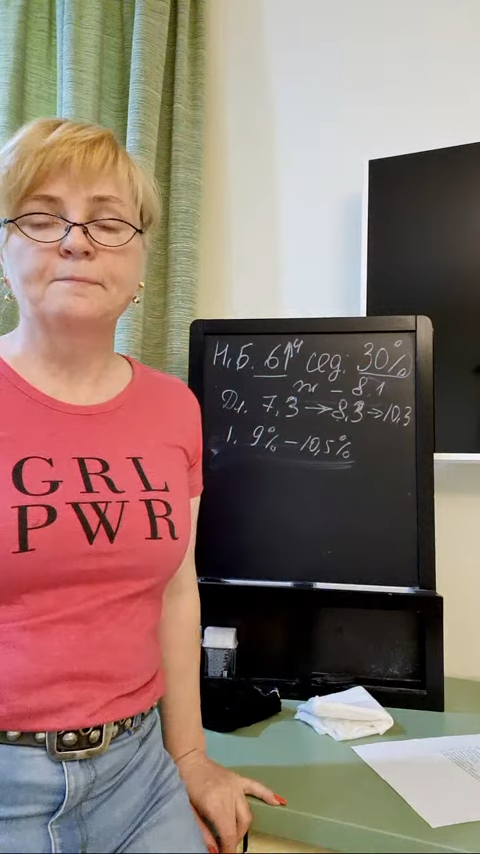 GRL
PWR
Н.Б. 6↑ч сед. 30%
ж – 8,1
Д1. 7,3 → 8,3 → 10,3
1. 9% – 10,5%